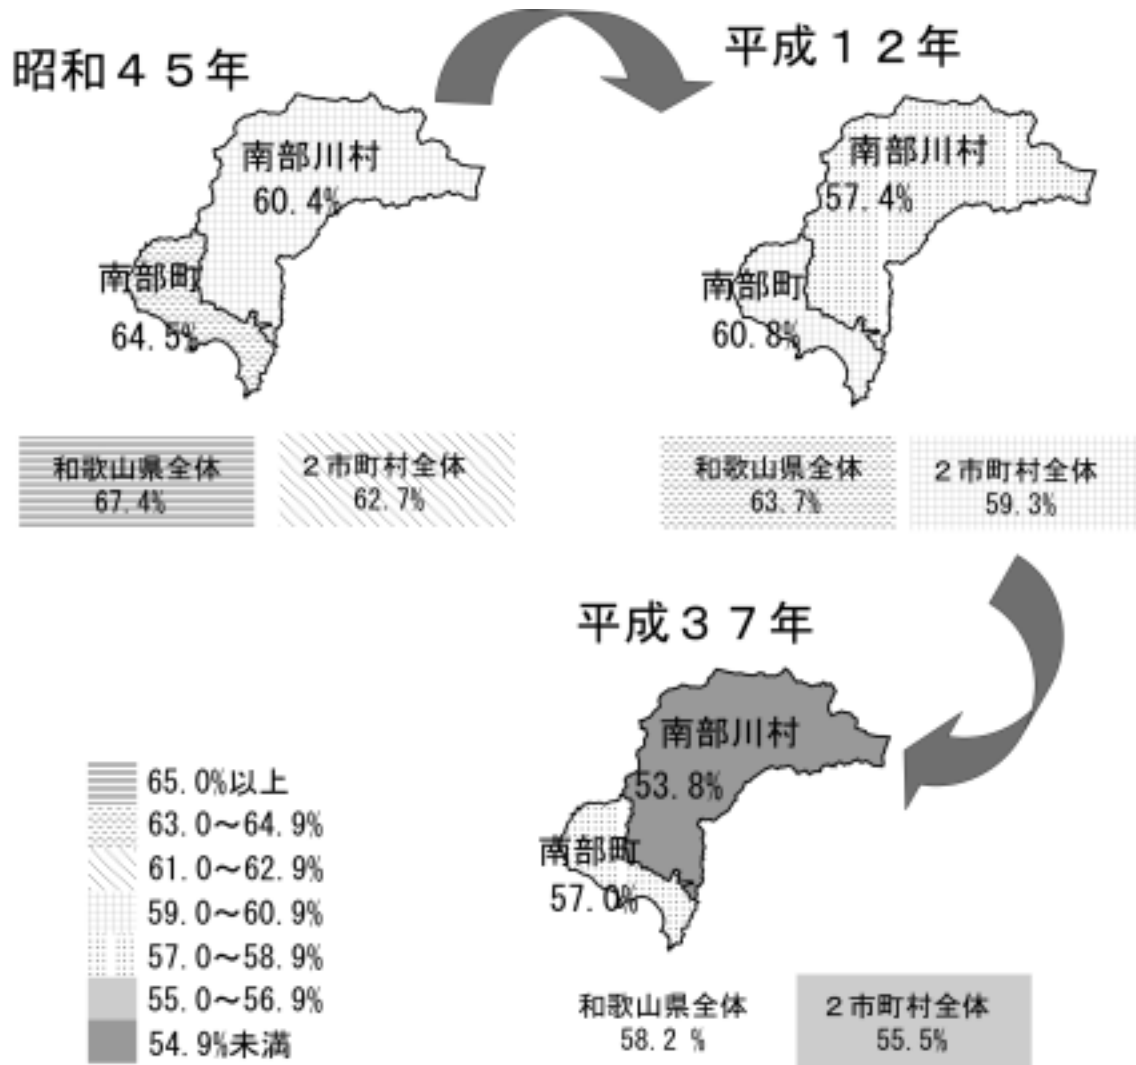 昭和４５年
南部川村
60.4%
南部町
64.5%
和歌山県全体
67.4%
２市町村全体
62.7%
平成１２年
南部川村
57.4%
南部町
60.8%
和歌山県全体
63.7%
２市町村全体
59.3%
平成３７年
南部川村
53.8%
南部町
57.0%
和歌山県全体
58.2 %
２市町村全体
55.5%
65.0%以上
63.0～64.9%
61.0～62.9%
59.0～60.9%
57.0～58.9%
55.0～56.9%
54.9%未満